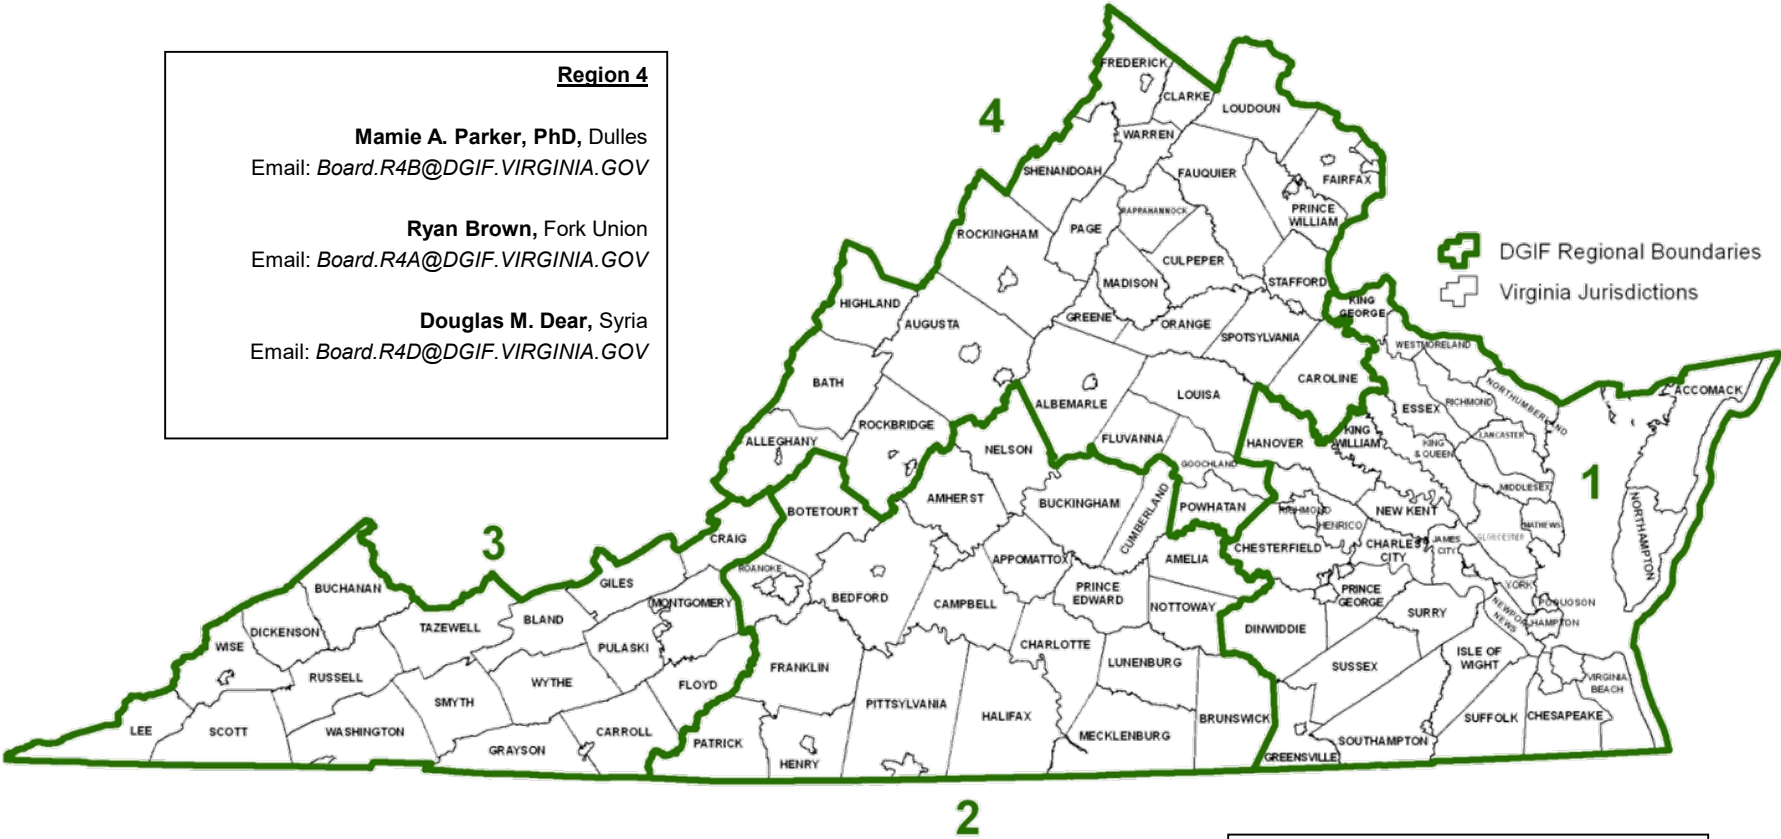 Region 4
Mamie A. Parker, PhD, Dulles
Email: Board.R4B@DGIF.VIRGINIA.GOV
Ryan Brown, Fork Union
Email: Board.R4A@DGIF.VIRGINIA.GOV
Douglas M. Dear, Syria
Email: Board.R4D@DGIF.VIRGINIA.GOV
DGIF Regional Boundaries
Virginia Jurisdictions
4
FREDERICK
CLARKE
LOUDOUN
WARREN
SHENANDOAH
FAUQUIER
FAIRFAX
PRINCE
WILLIAM
RAPPAHANNOCK
PAGE
ROCKINGHAM
CULPEPER
MADISON
STAFFORD
HIGHLAND
AUGUSTA
GREENE
ORANGE
SPOTSYLVANIA
BATH
CAROLINE
ALBEMARLE
LOUISA
ROCKBRIDGE
ALLEGHANY
FLUVANNA
GOOCHLAND
POWHATAN
1
KING
GEORGE
WESTMORELAND
NORTHUMBERLAND
ACCOMACK
ESSEX
RICHMOND
HANOVER
KING
WILLIAM
KING
& QUEEN
LANCASTER
MIDDLESEX
NORTHAMPTON
RICHMOND
HENRICO
NEW KENT
MATHEWS
GLOUCESTER
CHESTERFIELD
CHARLES
CITY
JAMES
CITY
YORK
PRINCE
GEORGE
SURRY
NEWPORT
NEWS
POQUOSON
HAMPTON
DINWIDDIE
SUSSEX
ISLE OF
WIGHT
VIRGINIA
BEACH
SUFFOLK
CHESAPEAKE
SOUTHAMPTON
GREENSVILLE
3
CRAIG
GILES
BUCHANAN
MONTGOMERY
BLAND
TAZEWELL
DICKENSON
WISE
PULASKI
RUSSELL
WYTHE
FLOYD
SMYTH
LEE
SCOTT
WASHINGTON
CARROLL
GRAYSON
NELSON
AMHERST
BUCKINGHAM
CUMBERLAND
BOTETOURT
APPOMATTOX
AMELIA
ROANOKE
BEDFORD
CAMPBELL
PRINCE
EDWARD
NOTTOWAY
FRANKLIN
CHARLOTTE
LUNENBURG
PITTSYLVANIA
HALIFAX
BRUNSWICK
PATRICK
HENRY
MECKLENBURG
2